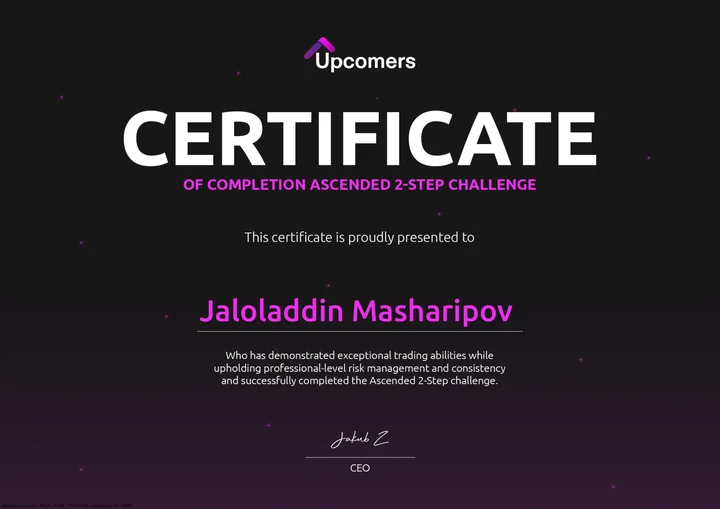 Upcomers
CERTIFICATE
OF COMPLETION ASCENDED 2-STEP CHALLENGE
This certificate is proudly presented to
Jaloladdin Masharipov
Who has demonstrated exceptional trading abilities while
upholding professional-level risk management and consistency
and successfully completed the Ascended 2-Step challenge.
Jakub Z
CEO